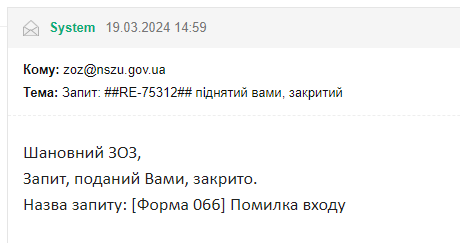 System 19.03.2024 14:59
Кому: zoz@nszu.gov.ua
Тема: Запит: ##RE-75312## піднятий вами, закритий
Шановний ЗОЗ,
Запит, поданий Вами, закрито.
Назва запиту: [Форма 066] Помилка входу